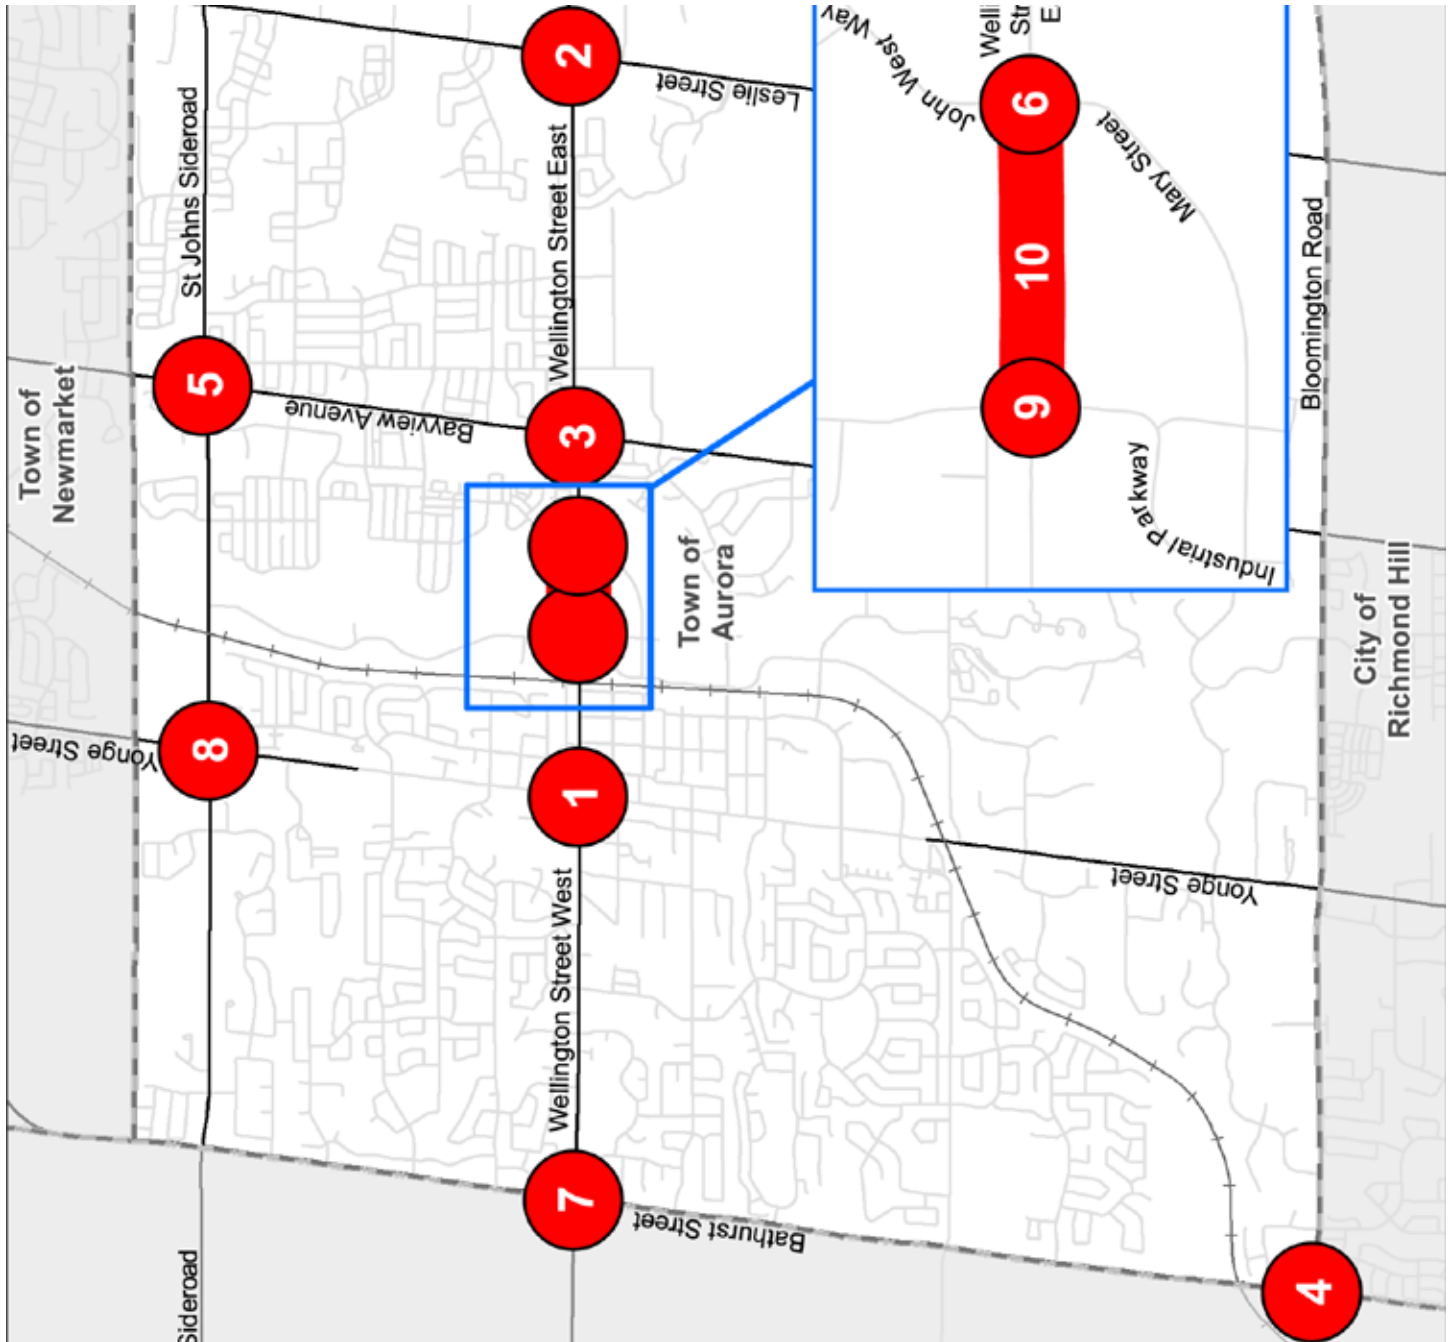 Town of
Newmarket
Yonge Street
Sideroad
St Johns Sideroad
8
5
Bayview Avenue
Wellington Street West
Wellington Street East
7
1
3
2
Bathurst Street
Leslie Street
Town of
Aurora
John West Way
Welli
Str
E
9
10
6
Mary Street
Industrial Parkway
Yonge Street
Bloomington Road
4
City of
Richmond Hill